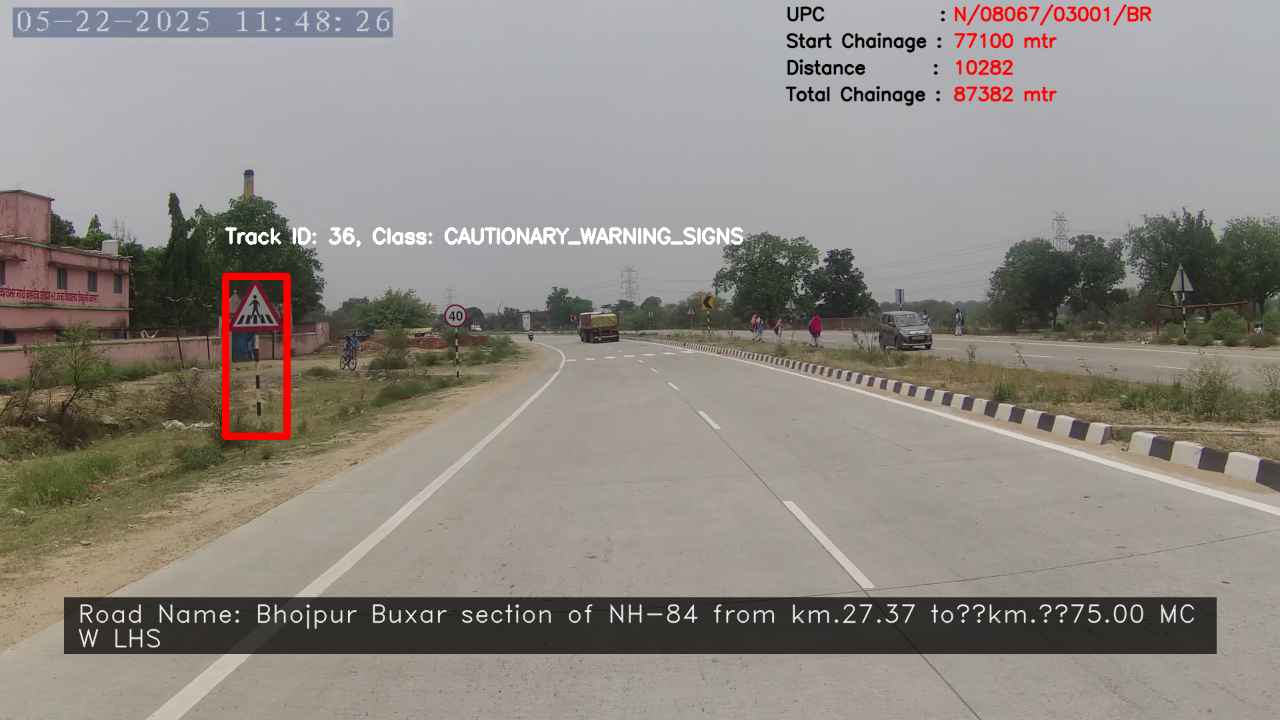 05-22-2025 11:48:26
UPC : N/08067/03001/BR
Start Chainage : 77100 mtr
Distance : 10282
Total Chainage : 87382 mtr
Track ID: 36, Class: CAUTIONARY_WARNING_SIGNS
40
Road Name: Bhojpur Buxar section of NH-84 from km.27.37 to??km.??75.00 MC
W LHS